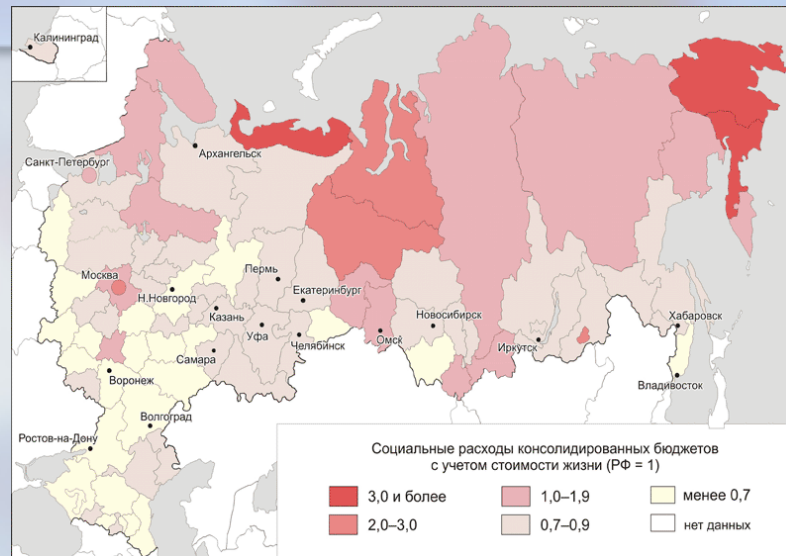 Калининград
Архангельск
Санкт-Петербург
Москва
Пермь
Н.Новгород
Екатеринбург
Казань
Новосибирск
Хабаровск
Уфа
Омск
Иркутск
Самара
Челябинск
Воронеж
Владивосток
Волгоград
Ростов-на-Дону
Социальные расходы консолидированных бюджетов
с учетом стоимости жизни (РФ = 1)
3,0 и более
1,0–1,9
менее 0,7
2,0–3,0
0,7–0,9
нет данных